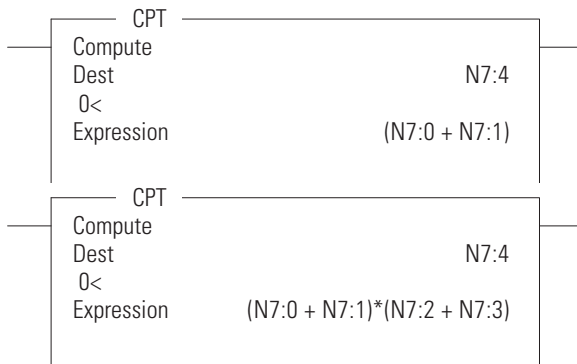 CPT
Compute
Dest N7:4
0<
Expression (N7:0 + N7:1)
CPT
Compute
Dest N7:4
0<
Expression (N7:0 + N7:1)*(N7:2 + N7:3)